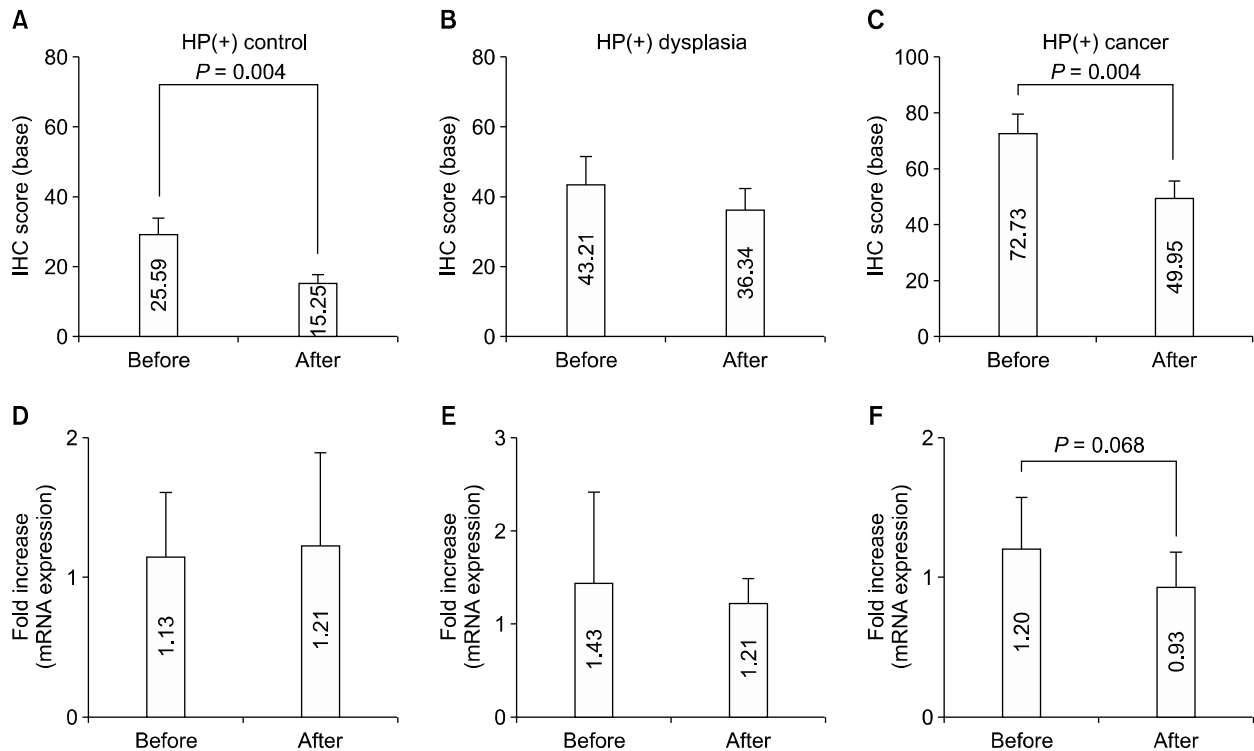 A
HP(+) control
80
60
40
20
0
IHC score (base)
P = 0.004
25.59
15.25
Before
After
B
HP(+) dysplasia
80
60
40
20
0
IHC score (base)
43.21
36.34
Before
After
C
HP(+) cancer
100
80
60
40
20
0
IHC score (base)
P = 0.004
72.73
49.95
Before
After
D
2
1
0
Fold increase
(mRNA expression)
1.13
1.21
Before
After
E
3
2
1
0
Fold increase
(mRNA expression)
1.43
1.21
Before
After
F
2
1
0
Fold increase
(mRNA expression)
P = 0.068
1.20
0.93
Before
After